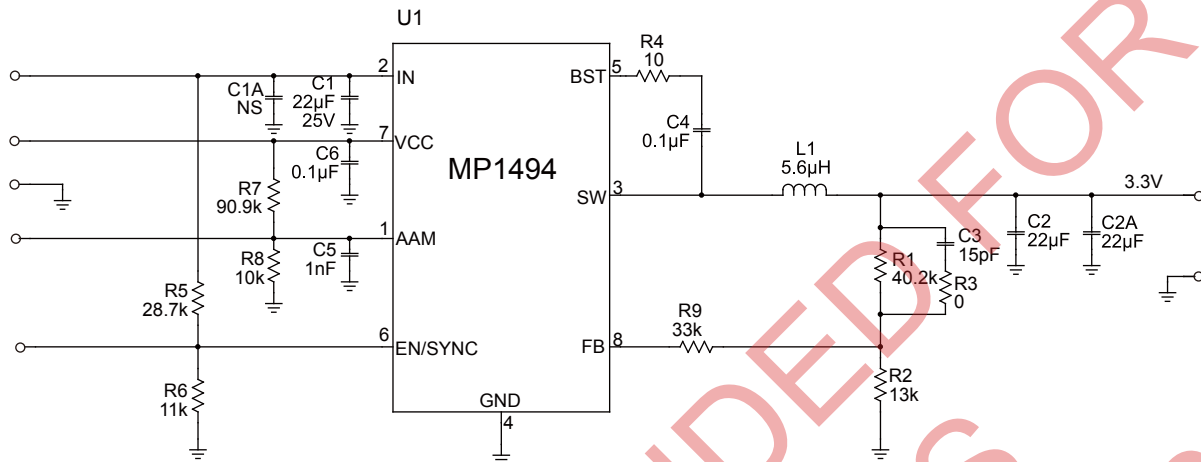 U1
MP1494
2
IN
7
VCC
1
AAM
6
EN/SYNC
GND
4
5
BST
3
SW
8
FB
C1A
NS
C1
22µF
25V
C6
0.1µF
R7
90.9k
R8
10k
C5
1nF
R5
28.7k
R6
11k
R4
10
C4
0.1µF
L1
5.6µH
3.3V
C2
22µF
C2A
22µF
C3
15pF
R1
40.2k
R3
0
R9
33k
R2
13k
NDED FOR